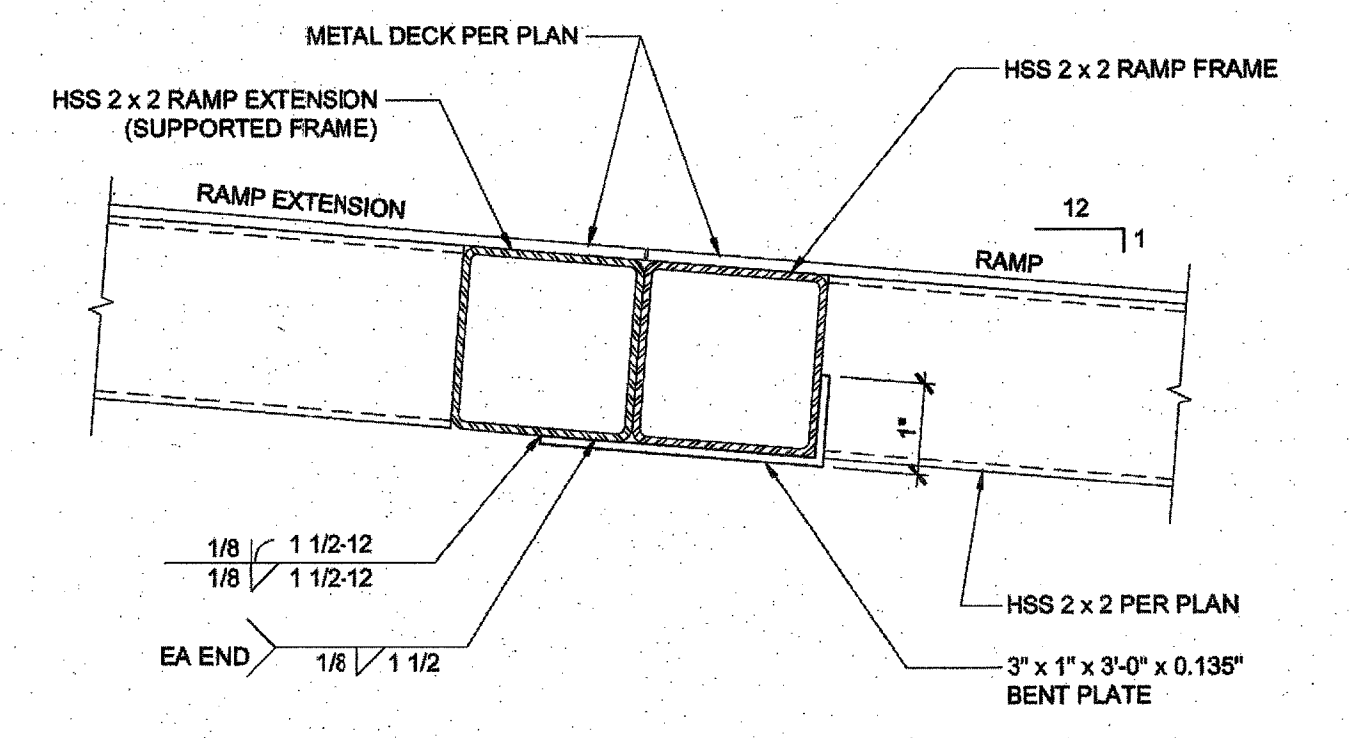 METAL DECK PER PLAN
HSS 2 x 2 RAMP FRAME
HSS 2 x 2 RAMP EXTENSION
(SUPPORTED FRAME)
RAMP EXTENSION
12
1
RAMP
1"
1/8 1 1/2-12
1/8 1 1/2-12
HSS 2 x 2 PER PLAN
EA END
1/8 1 1/2
3" x 1" x 3'-0" x 0.135"
BENT PLATE